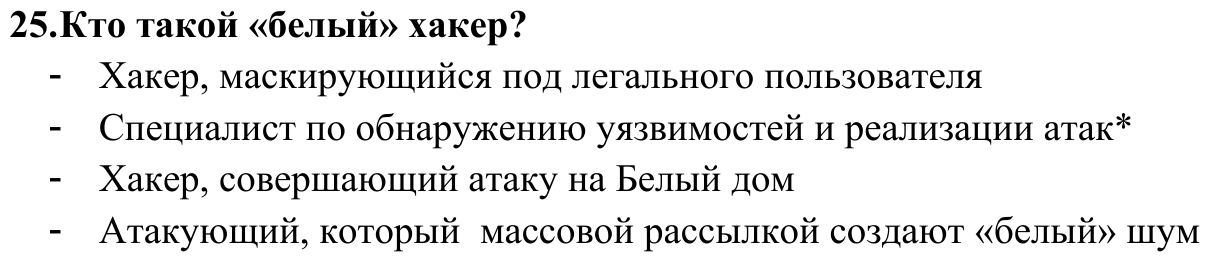 25.Кто такой «белый» хакер?
- Хакер, маскирующийся под легального пользователя
- Специалист по обнаружению уязвимостей и реализации атак*
- Хакер, совершающий атаку на Белый дом
- Атакующий, который  массовой рассылкой создают «белый» шум